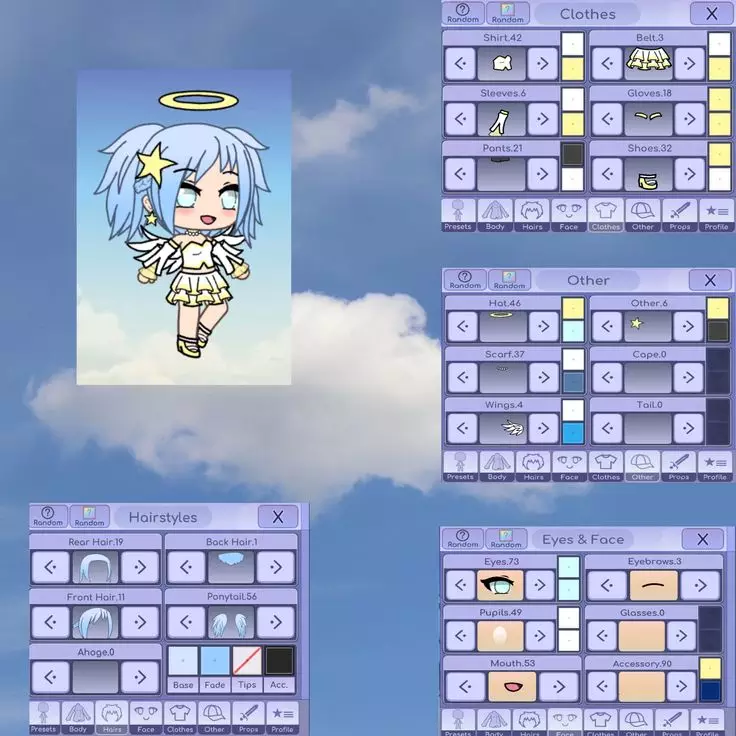 Random Random Clothes X
Shirt.42 Belt.3
Sleeves.6 Gloves.18
Pants.21 Shoes.32
Presets Body Hairs Face Clothes Other Props Profile
Random Random Other X
Hat.46 Other.6
Scarf.37 Cape.0
Wings.4 Tail.0
Presets Body Hairs Face Clothes Other Props Profile
Random Random Hairstyles X
Rear Hair.19 Back Hair.1
Front Hair.11 Ponytail.56
Ahoge.0
Base Fade Tips Acc.
Presets Body Hairs Face Clothes Other Props Profile
Random Random Eyes & Face X
Eyes.73 Eyebrows.3
Pupils.49 Glasses.0
Mouth.53 Accessory.90
Presets Body Hairs Face Clothes Other Props Profile